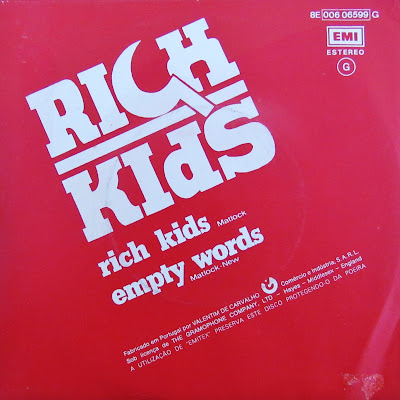 8E 006 06599 G
EMI
ESTEREO
G
RICH
KIdS
rich kids Matlock
empty words
Matlock-New
Fabricado em Portugal por VALENTIM DE CARVALHO Comércio e Indústria, S. A. R. L.
Sob licença de THE GRAMOPHONE COMPANY, LTD — Hayes - Middlesex - England
A UTILIZAÇÃO DE "EMITEX" PRESERVA ESTE DISCO PROTEGENDO-O DA POEIRA